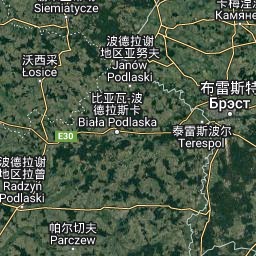 Siemiatycze
卡梅涅茨
Камяне
沃西采
Łosice
波德拉谢
地区亚努夫
Janów
Podlaski
布雷斯特
Брэст
比亚瓦-波
德拉斯卡
Biała Podlaska
泰雷斯波尔
Terespol
E30
波德拉谢
地区拉曾
Radzyń
Podlaski
帕尔切夫
Parczew